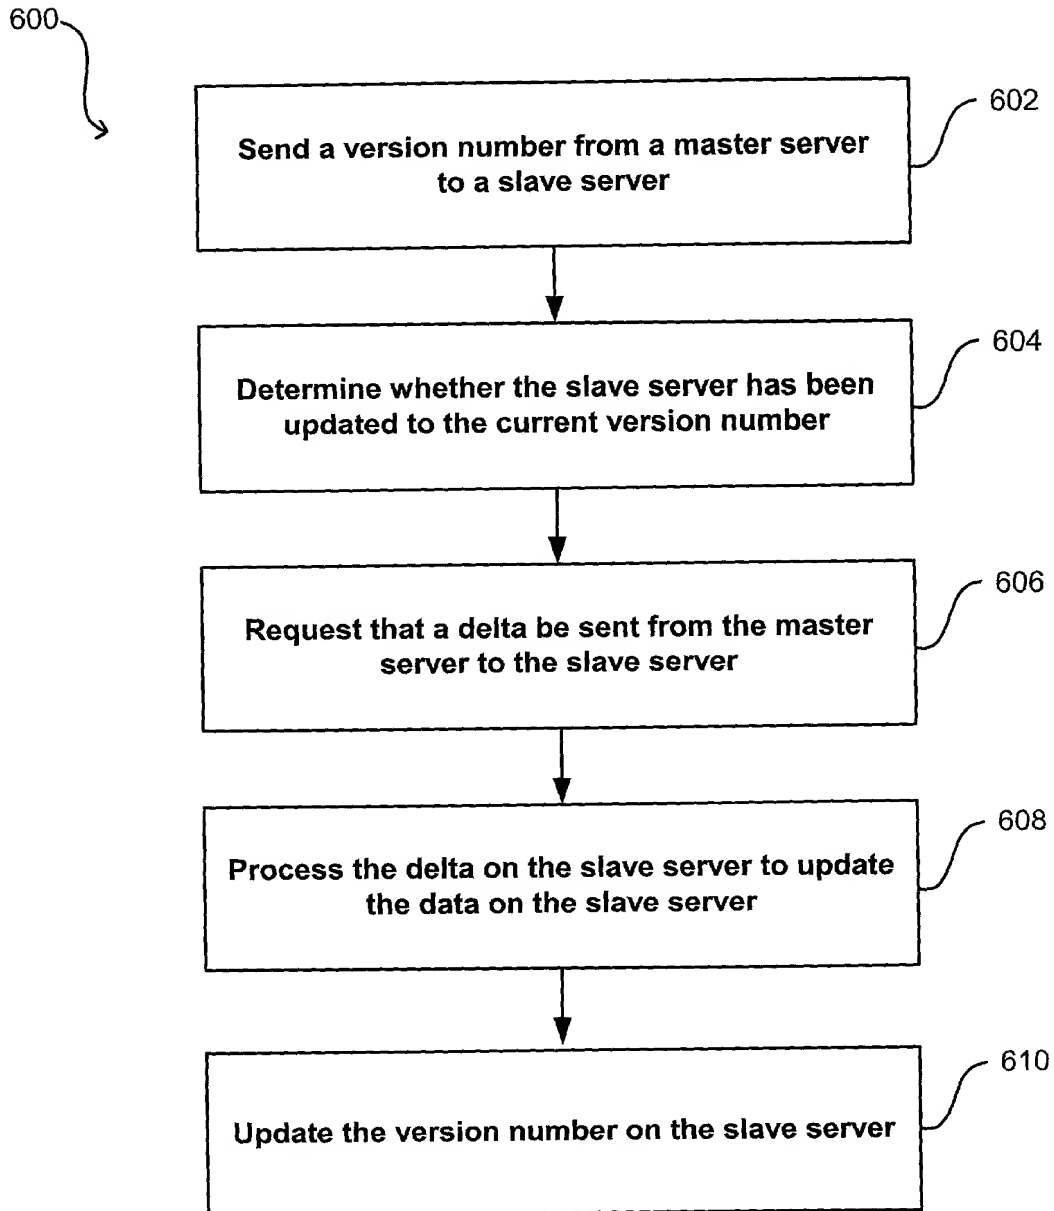 600
602
Send a version number from a master server
to a slave server
604
Determine whether the slave server has been
updated to the current version number
606
Request that a delta be sent from the master
server to the slave server
608
Process the delta on the slave server to update
the data on the slave server
610
Update the version number on the slave server